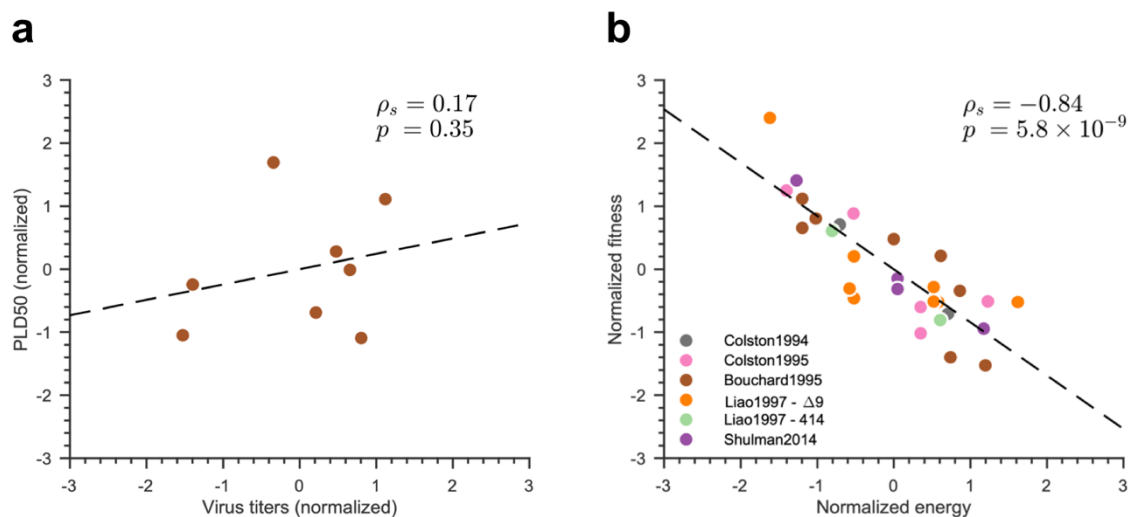 a
3
2
1
0
-1
-2
-3
-3
-2
-1
0
1
2
3
PLD50 (normalized)
Virus titers (normalized)
ρs = 0.17
p = 0.35
b
3
2
1
0
-1
-2
-3
-3
-2
-1
0
1
2
3
Normalized fitness
Normalized energy
ρs = −0.84
p = 5.8 × 10⁻⁹
Colston1994
Colston1995
Bouchard1995
Liao1997 - Δ9
Liao1997 - 414
Shulman2014